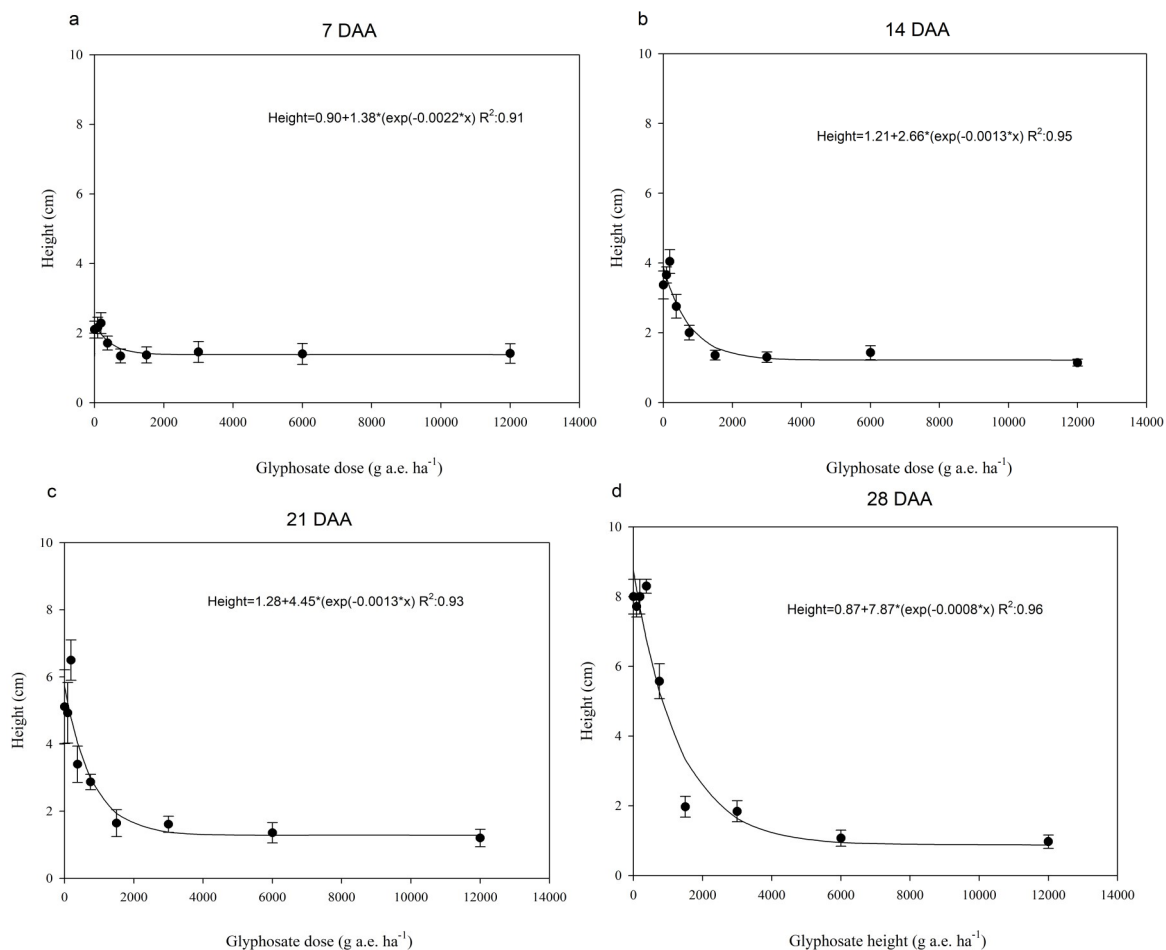 a
7 DAA
Height=0.90+1.38*(exp(-0.0022*x) R²:0.91
Height (cm)
10
8
6
4
2
0
0 2000 4000 6000 8000 10000 12000 14000
Glyphosate dose (g a.e. ha⁻¹)
b
14 DAA
Height=1.21+2.66*(exp(-0.0013*x) R²:0.95
Height (cm)
10
8
6
4
2
0
0 2000 4000 6000 8000 10000 12000 14000
Glyphosate dose (g a.e. ha⁻¹)
c
21 DAA
Height=1.28+4.45*(exp(-0.0013*x) R²:0.93
Height (cm)
10
8
6
4
2
0
0 2000 4000 6000 8000 10000 12000 14000
Glyphosate dose (g a.e. ha⁻¹)
d
28 DAA
Height=0.87+7.87*(exp(-0.0008*x) R²:0.96
Height (cm)
10
8
6
4
2
0
0 2000 4000 6000 8000 10000 12000 14000
Glyphosate height (g a.e. ha⁻¹)